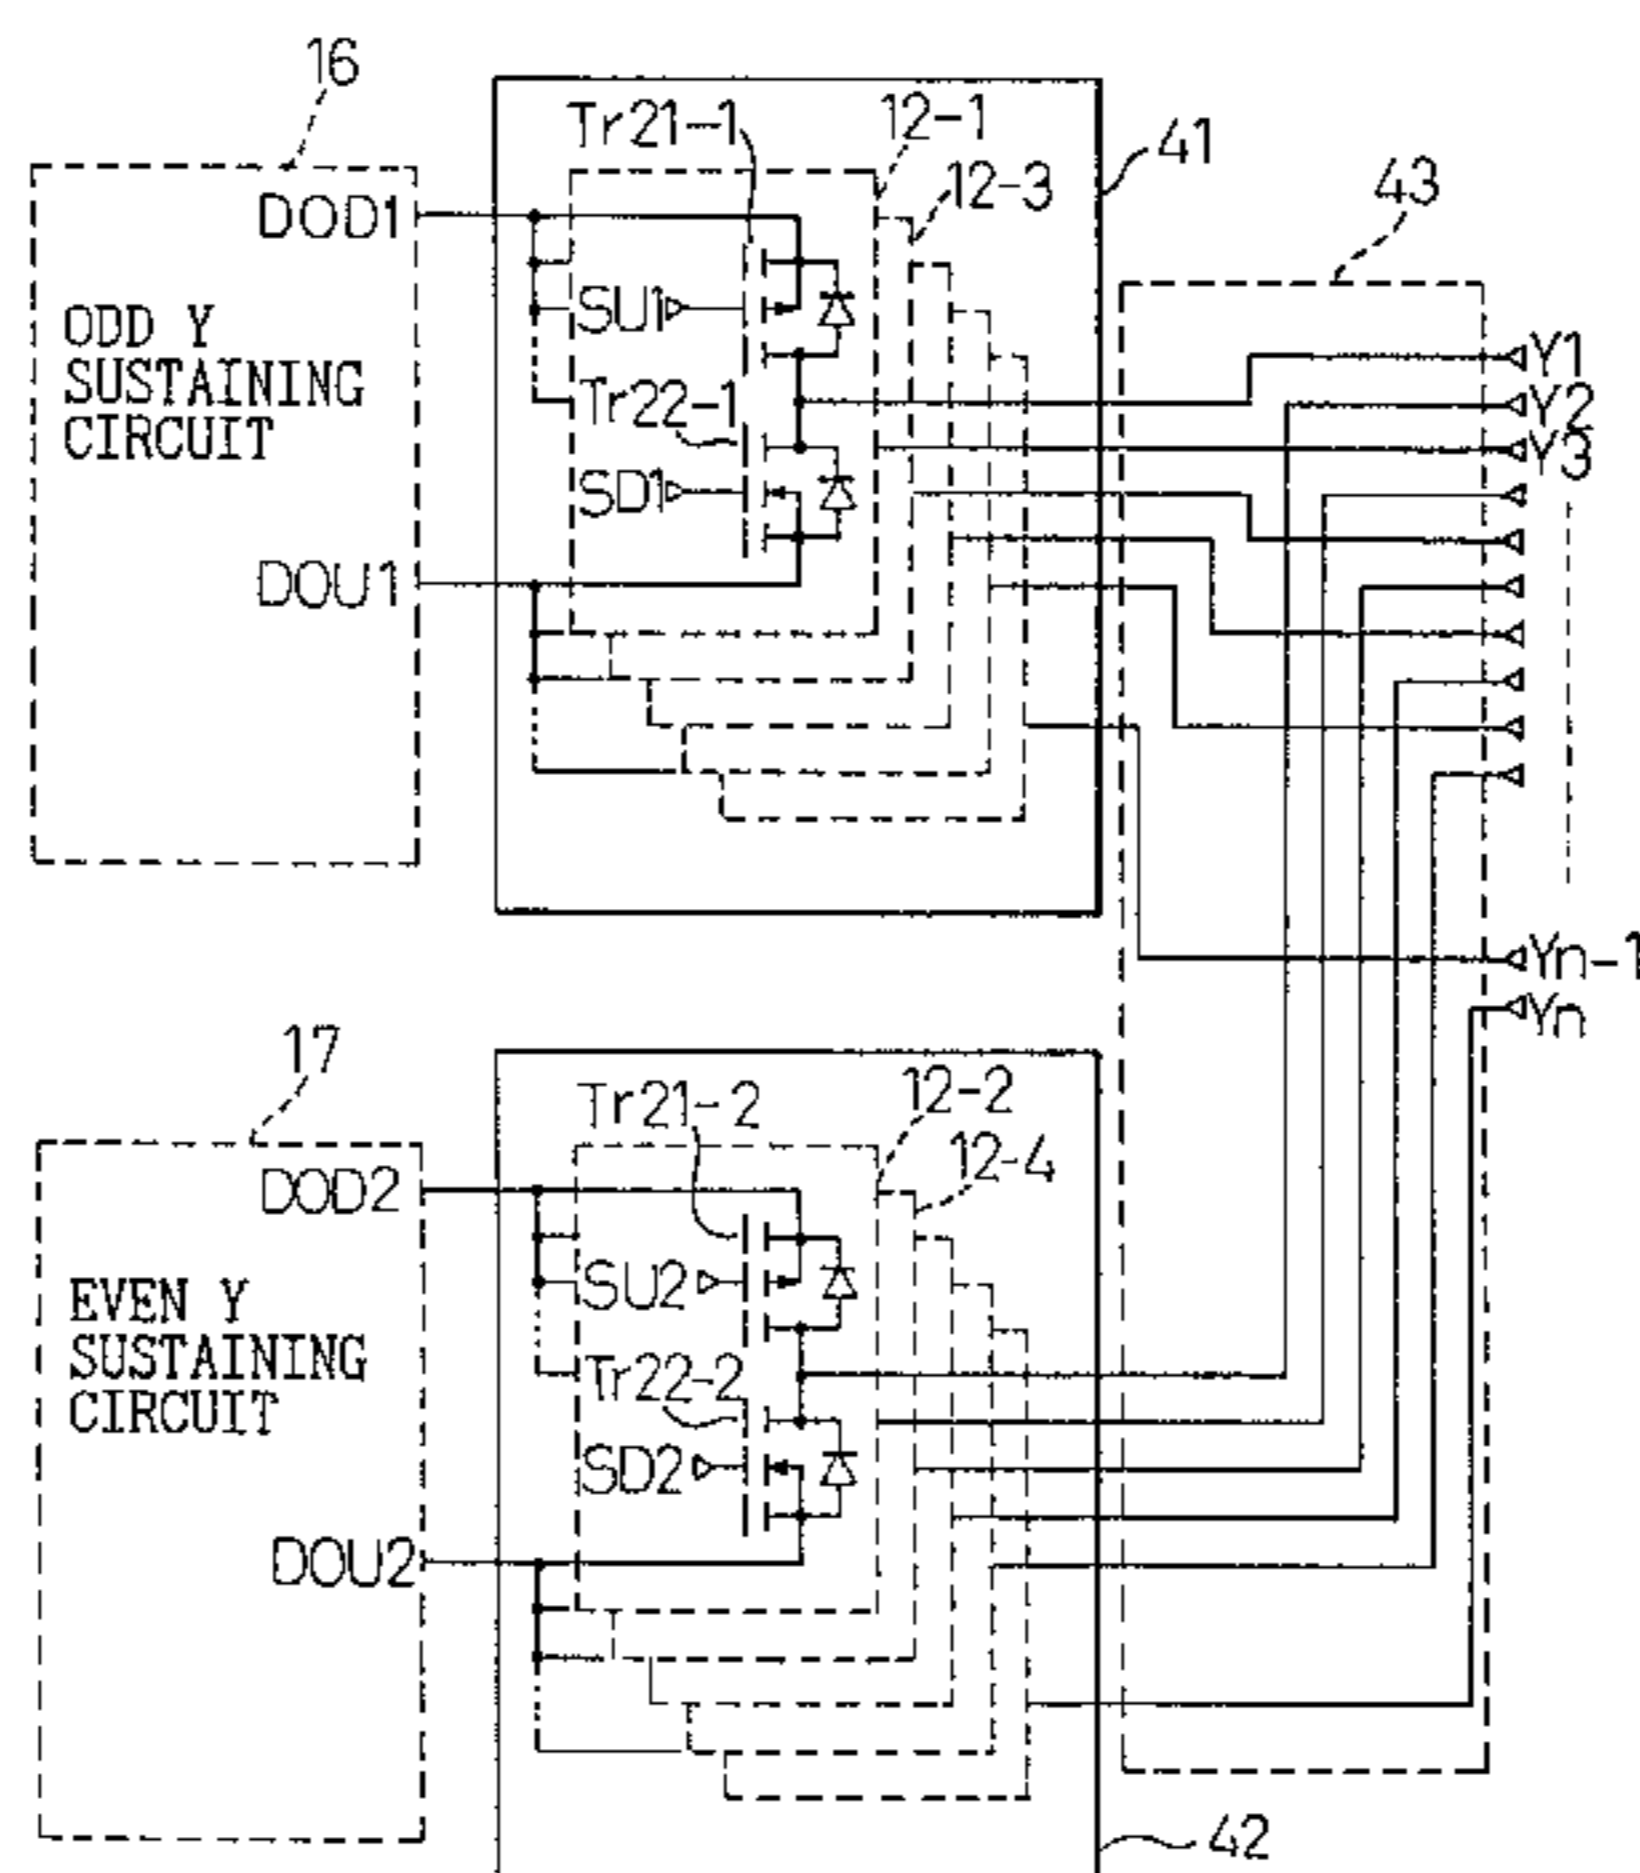 16
Tr21-1
12-1
41
12-3
43
DOD1
SU1
ODD Y
SUSTAINING
CIRCUIT
Y1
Tr22-1
Y2
Y3
SD1
DOU1
Yn-1
Yn
17
Tr21-2
12-2
12-4
DOD2
SU2
EVEN Y
SUSTAINING
CIRCUIT
Tr22-2
SD2
DOU2
42